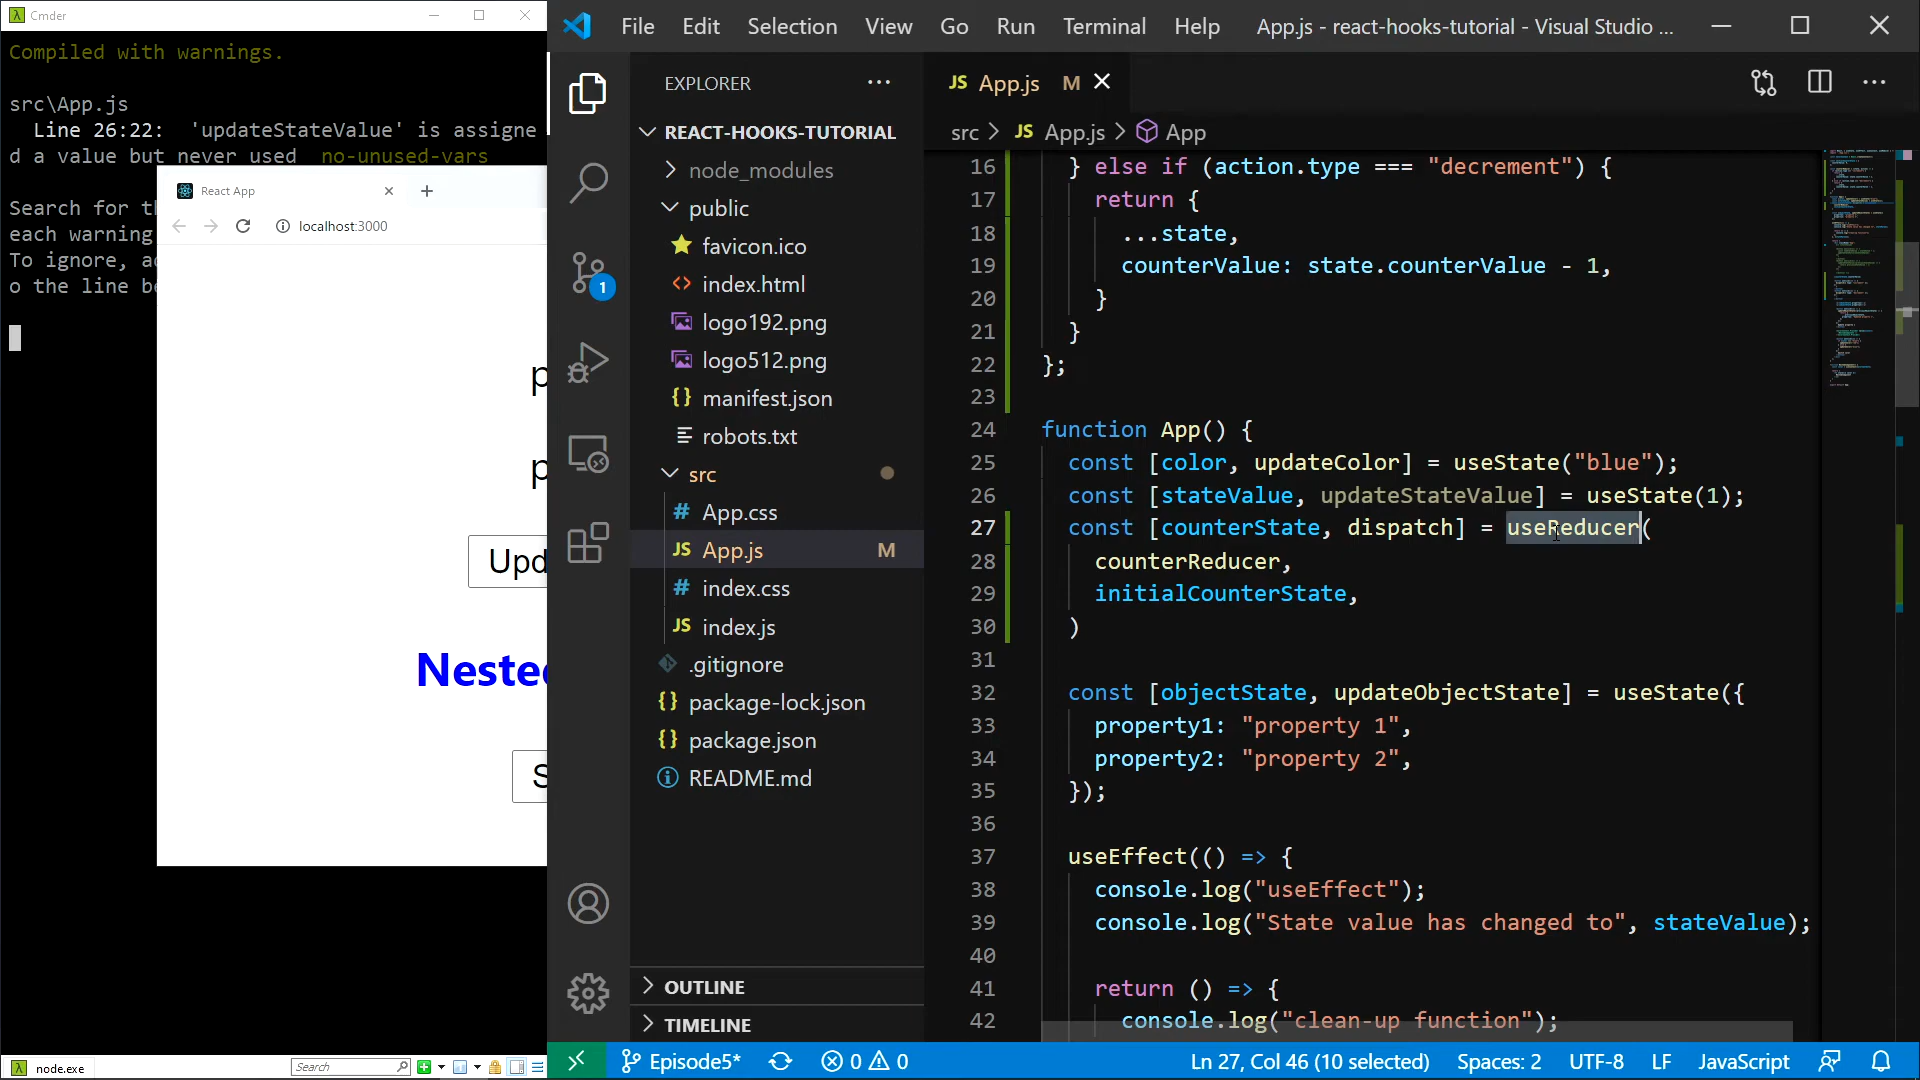 Cmder
Compiled with warnings.
src\App.js
Line 26:22: 'updateStateValue' is assigne
d a value but never used no-unused-vars
Search for th
each warning
To ignore, ad
o the line be
React App
localhost:3000
p
p
Upd
Neste
S
Search
node.exe
File Edit Selection View Go Run Terminal Help App.js - react-hooks-tutorial - Visual Studio ...
EXPLORER
REACT-HOOKS-TUTORIAL
node_modules
public
favicon.ico
index.html
logo192.png
logo512.png
manifest.json
robots.txt
src
App.css
JS App.js M
index.css
JS index.js
.gitignore
package-lock.json
package.json
README.md
OUTLINE
TIMELINE
1
JS App.js M
src > JS App.js > App
16 } else if (action.type === "decrement") {
17 return {
18 ...state,
19 counterValue: state.counterValue - 1,
20 }
21 }
22 };
23
24 function App() {
25 const [color, updateColor] = useState("blue");
26 const [stateValue, updateStateValue] = useState(1);
27 const [counterState, dispatch] = useReducer(
28 counterReducer,
29 initialCounterState,
30 )
31
32 const [objectState, updateObjectState] = useState({
33 property1: "property 1",
34 property2: "property 2",
35 });
36
37 useEffect(() => {
38 console.log("useEffect");
39 console.log("State value has changed to", stateValue);
40
41 return () => {
42 console.log("clean-up function");
Episode5* 0 0 Ln 27, Col 46 (10 selected) Spaces: 2 UTF-8 LF JavaScript